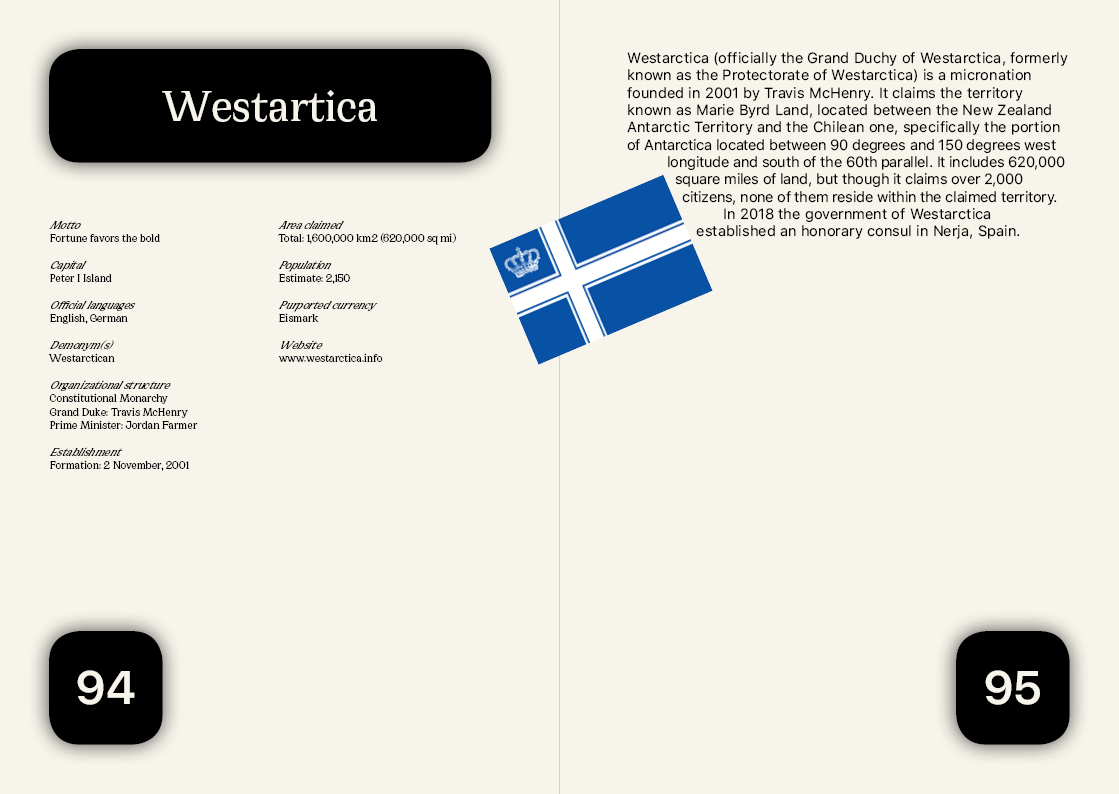 Westartica
Motto
Fortune favors the bold
Capital
Peter I Island
Official languages
English, German
Demonym(s)
Westarctican
Organizational structure
Constitutional Monarchy
Grand Duke: Travis McHenry
Prime Minister: Jordan Farmer
Establishment
Formation: 2 November, 2001
Area claimed
Total: 1,600,000 km2 (620,000 sq mi)
Population
Estimate: 2,150
Purported currency
Eismark
Website
www.westarctica.info
94
Westarctica (officially the Grand Duchy of Westarctica, formerly
known as the Protectorate of Westarctica) is a micronation
founded in 2001 by Travis McHenry. It claims the territory
known as Marie Byrd Land, located between the New Zealand
Antarctic Territory and the Chilean one, specifically the portion
of Antarctica located between 90 degrees and 150 degrees west
longitude and south of the 60th parallel. It includes 620,000
square miles of land, but though it claims over 2,000
citizens, none of them reside within the claimed territory.
In 2018 the government of Westarctica
established an honorary consul in Nerja, Spain.
95